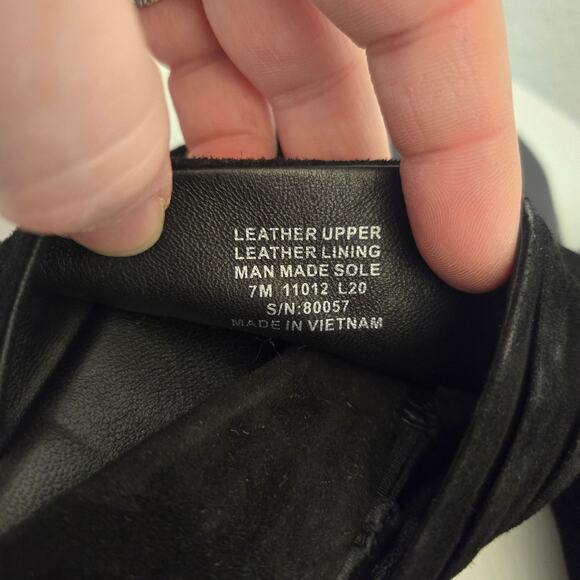 LEATHER UPPER
LEATHER LINING
MAN MADE SOLE
7M 11012 L20
S/N:80057
MADE IN VIETNAM